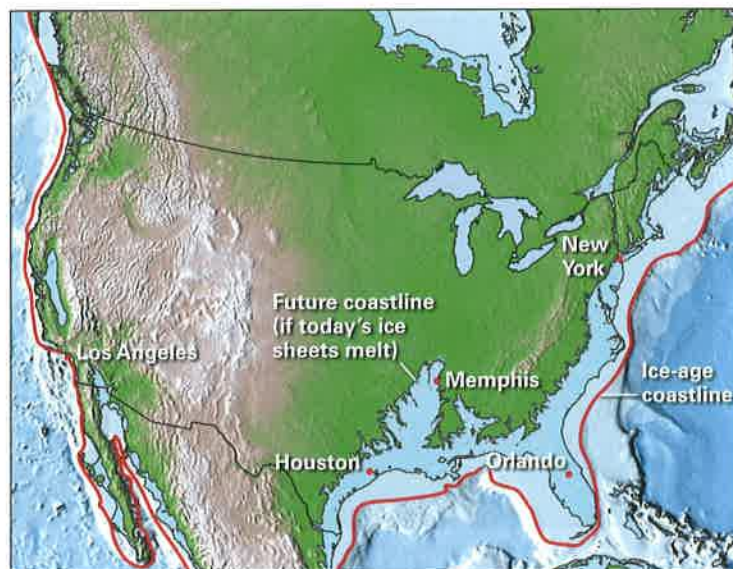 New
York
Future coastline
(if today's ice
sheets melt)
Los Angeles
Memphis
Ice-age
coastline
Houston
Orlando